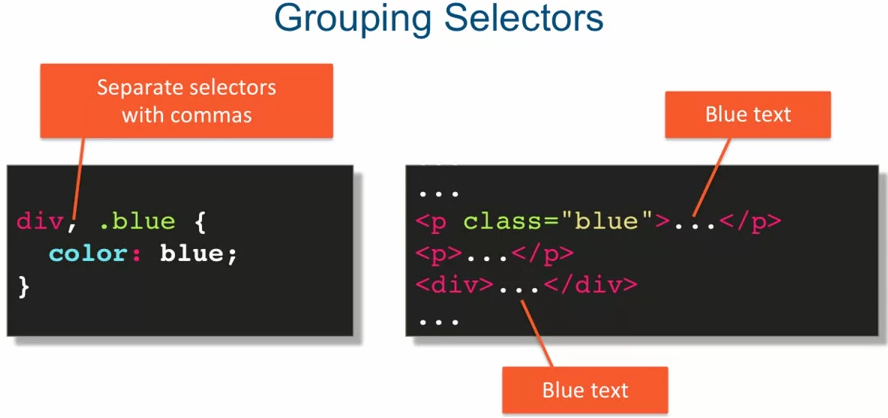 Grouping Selectors
Separate selectors
with commas
div, .blue {
color: blue;
}
Blue text
...
...
<p class="blue">...</p>
<p>...</p>
<div>...</div>
...
Blue text